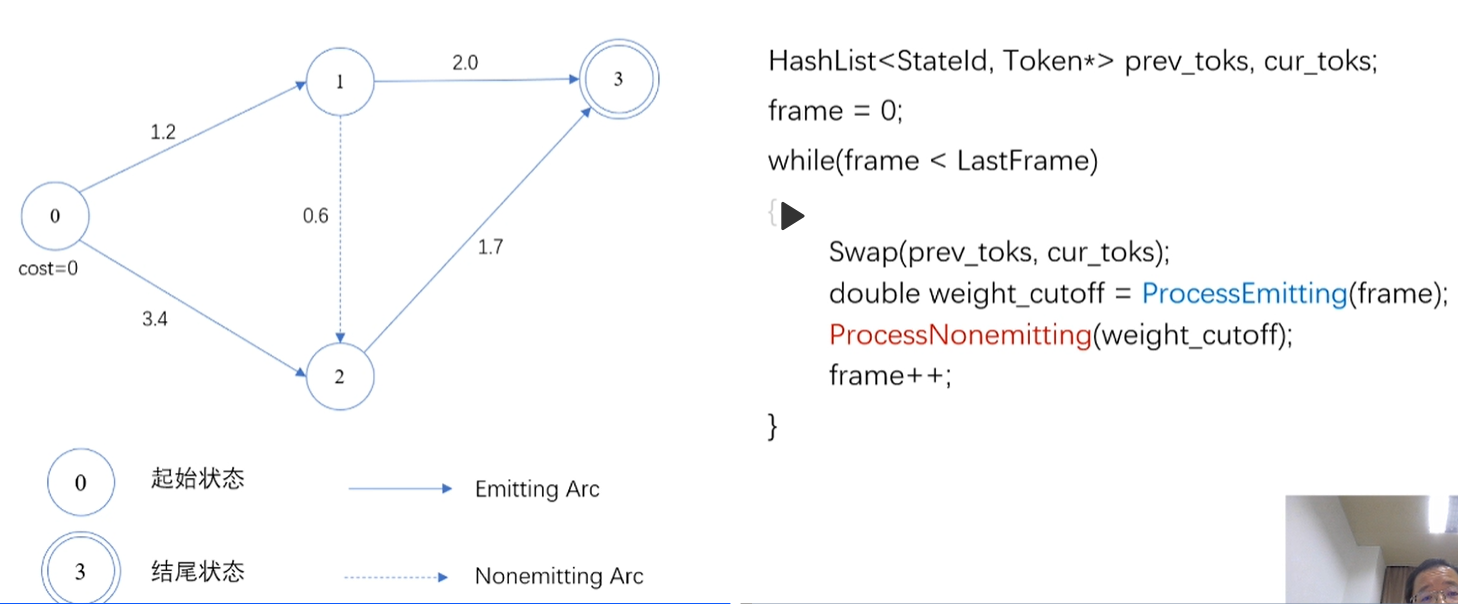 1.2
1
2.0
3
0
cost=0
0.6
1.7
3.4
2
0 起始状态
Emitting Arc
3 结尾状态
Nonemitting Arc
HashList<StateId, Token*> prev_toks, cur_toks;
frame = 0;
while(frame < LastFrame)
{
Swap(prev_toks, cur_toks);
double weight_cutoff = ProcessEmitting(frame);
ProcessNonemitting(weight_cutoff);
frame++;
}